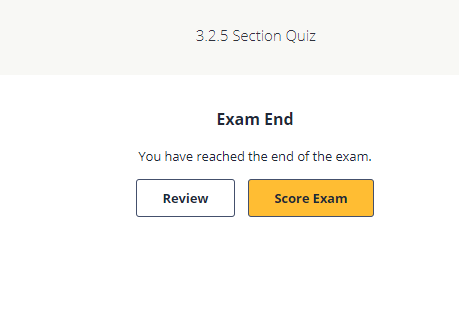 3.2.5 Section Quiz
Exam End
You have reached the end of the exam.
Review
Score Exam